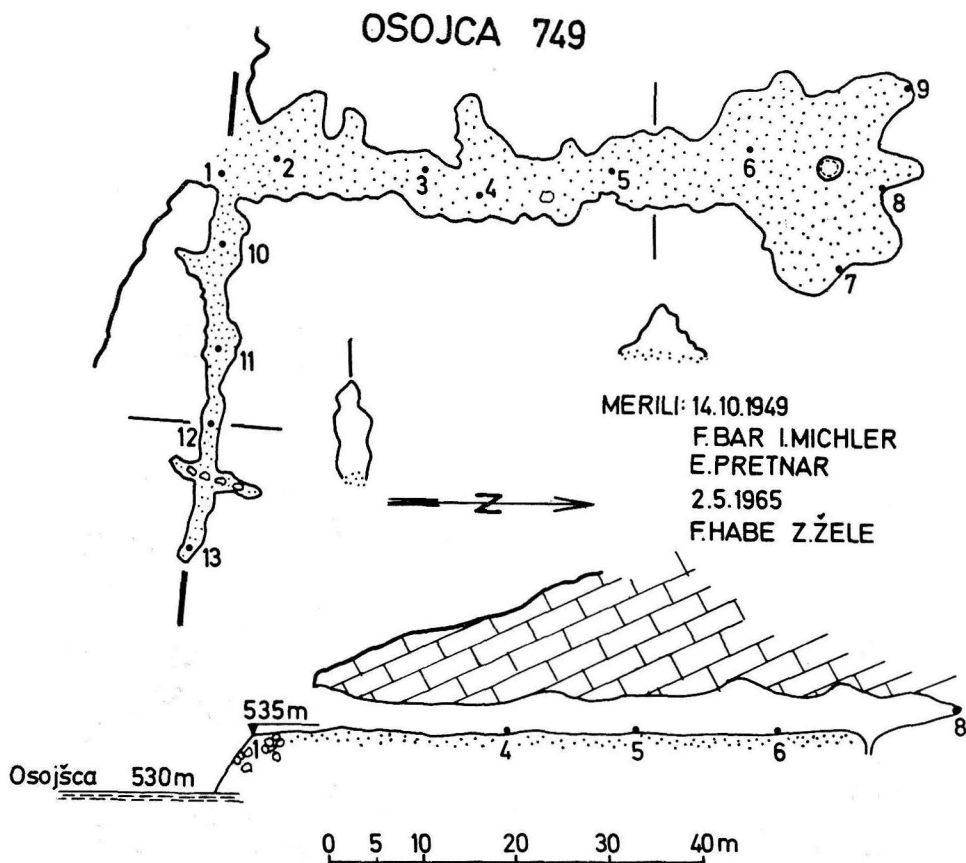 OSOJCA 749
9
1
2
3
4
5
6
8
7
10
11
12
13
MERILI: 14.10.1949
F.BAR I.MICHLER
E.PRETNAR
2.5.1965
F.HABE Z.ŽELE
Z
535m
1
4
5
6
8
Osojšca 530m
0 5 10 20 30 40m